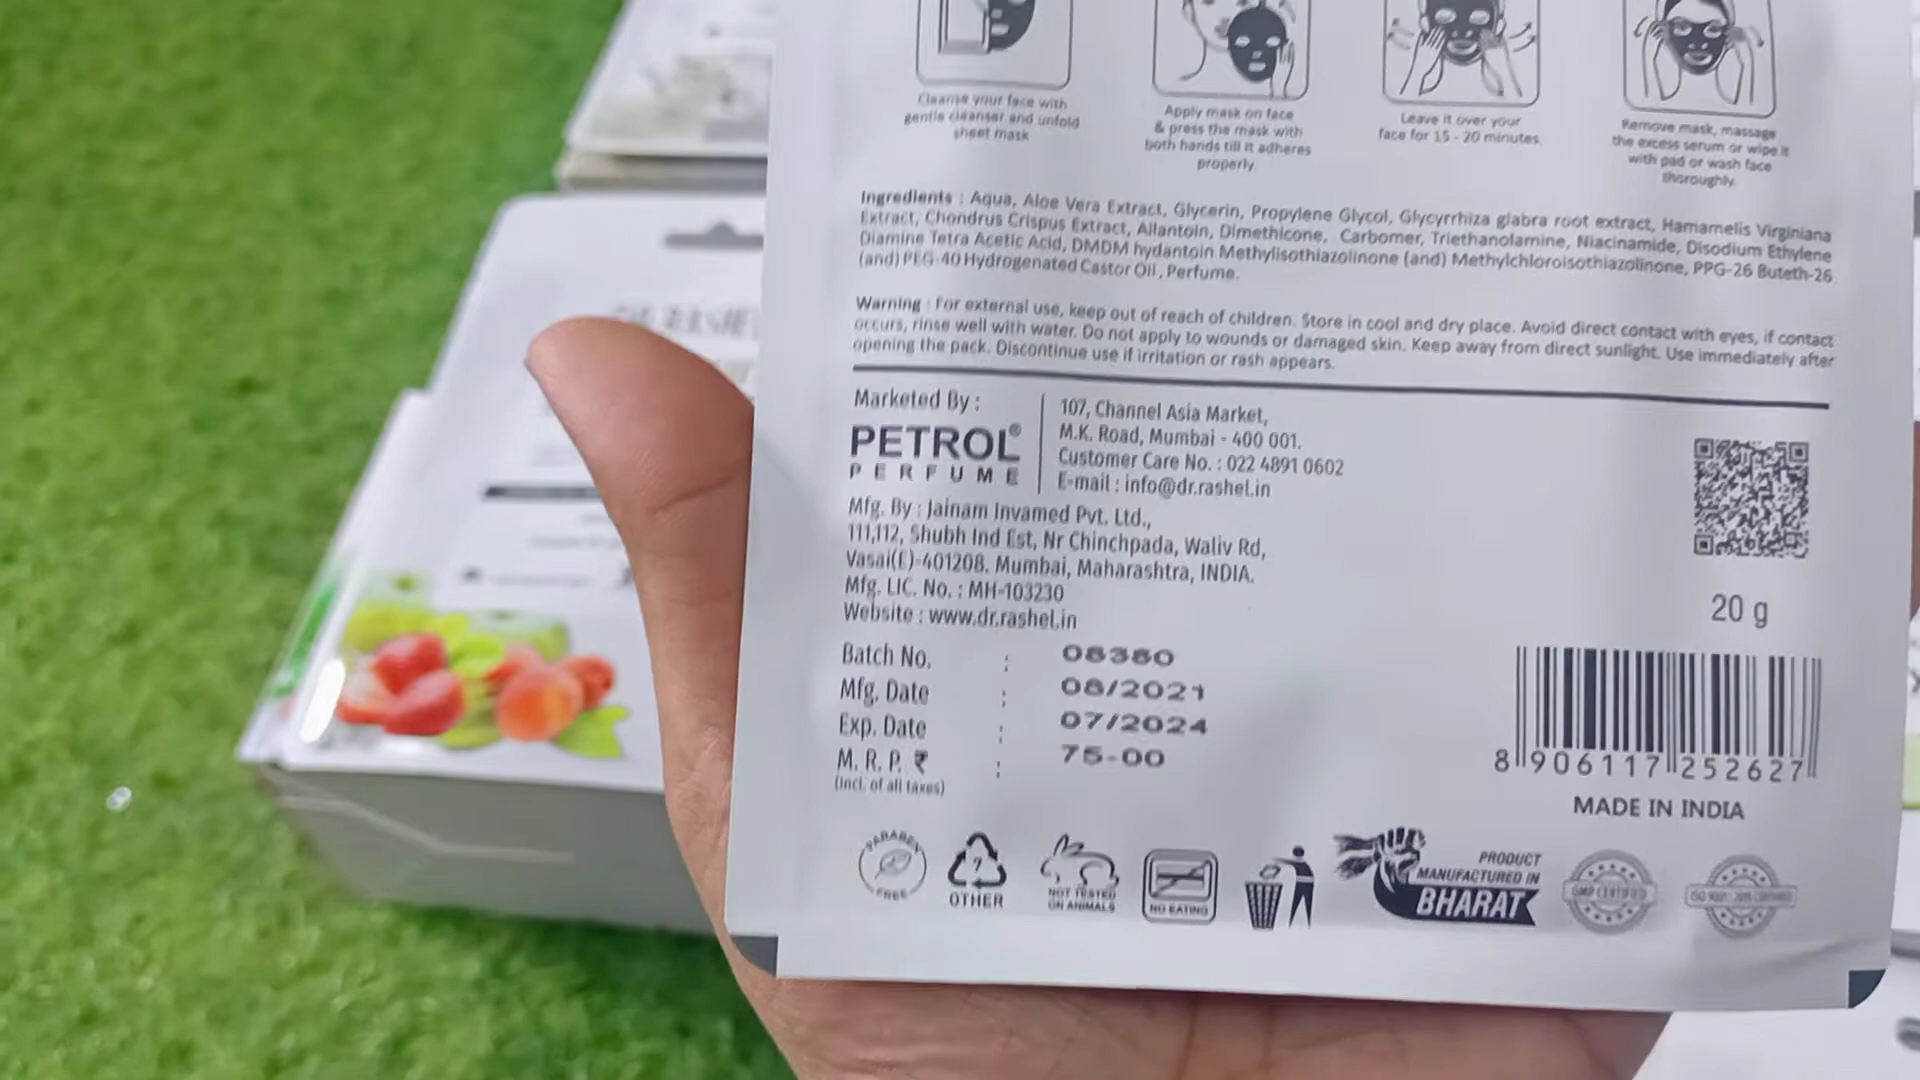 Cleanse your face with
gentle cleanser and unfold
sheet mask
Apply mask on face
& press the mask with
both hands till it adheres
properly
Leave it over your
face for 15 - 20 minutes
Remove mask, massage
the excess serum or wipe it
with pad or wash face
thoroughly
Ingredients : Aqua, Aloe Vera Extract, Glycerin, Propylene Glycol, Glycyrrhiza glabra root extract, Hamamelis Virginiana
Extract, Chondrus Crispus Extract, Allantoin, Dimethicone, Carbomer, Triethanolamine, Niacinamide, Disodium Ethylene
Diamine Tetra Acetic Acid, DMDM hydantoin Methylisothiazolinone (and) Methylchloroisothiazolinone, PPG-26 Buteth-26
(and) PEG-40 Hydrogenated Castor Oil, Perfume.
Warning : For external use, keep out of reach of children. Store in cool and dry place. Avoid direct contact with eyes, if contact
occurs, rinse well with water. Do not apply to wounds or damaged skin. Keep away from direct sunlight. Use immediately after
opening the pack. Discontinue use if irritation or rash appears.
Marketed By :
PETROL®
PERFUME
107, Channel Asia Market,
M.K. Road, Mumbai - 400 001.
Customer Care No. : 022 4891 0602
E-mail : info@dr.rashel.in
Mfg. By : Jainam Invamed Pvt. Ltd.,
111,112, Shubh Ind Est, Nr Chinchpada, Waliv Rd,
Vasai(E)-401208. Mumbai, Maharashtra, INDIA.
Mfg. LIC. No. : MH-103230
Website : www.dr.rashel.in
Batch No. : 08380
Mfg. Date : 08/2021
Exp. Date : 07/2024
M. R. P. ₹ : 75-00
(Incl. of all taxes)
20 g
8 906117 252627
MADE IN INDIA
PARABEN
FREE
7
OTHER
NOT TESTED
ON ANIMALS
NO EATING
PRODUCT
MANUFACTURED IN
BHARAT
GMP CERTIFIED